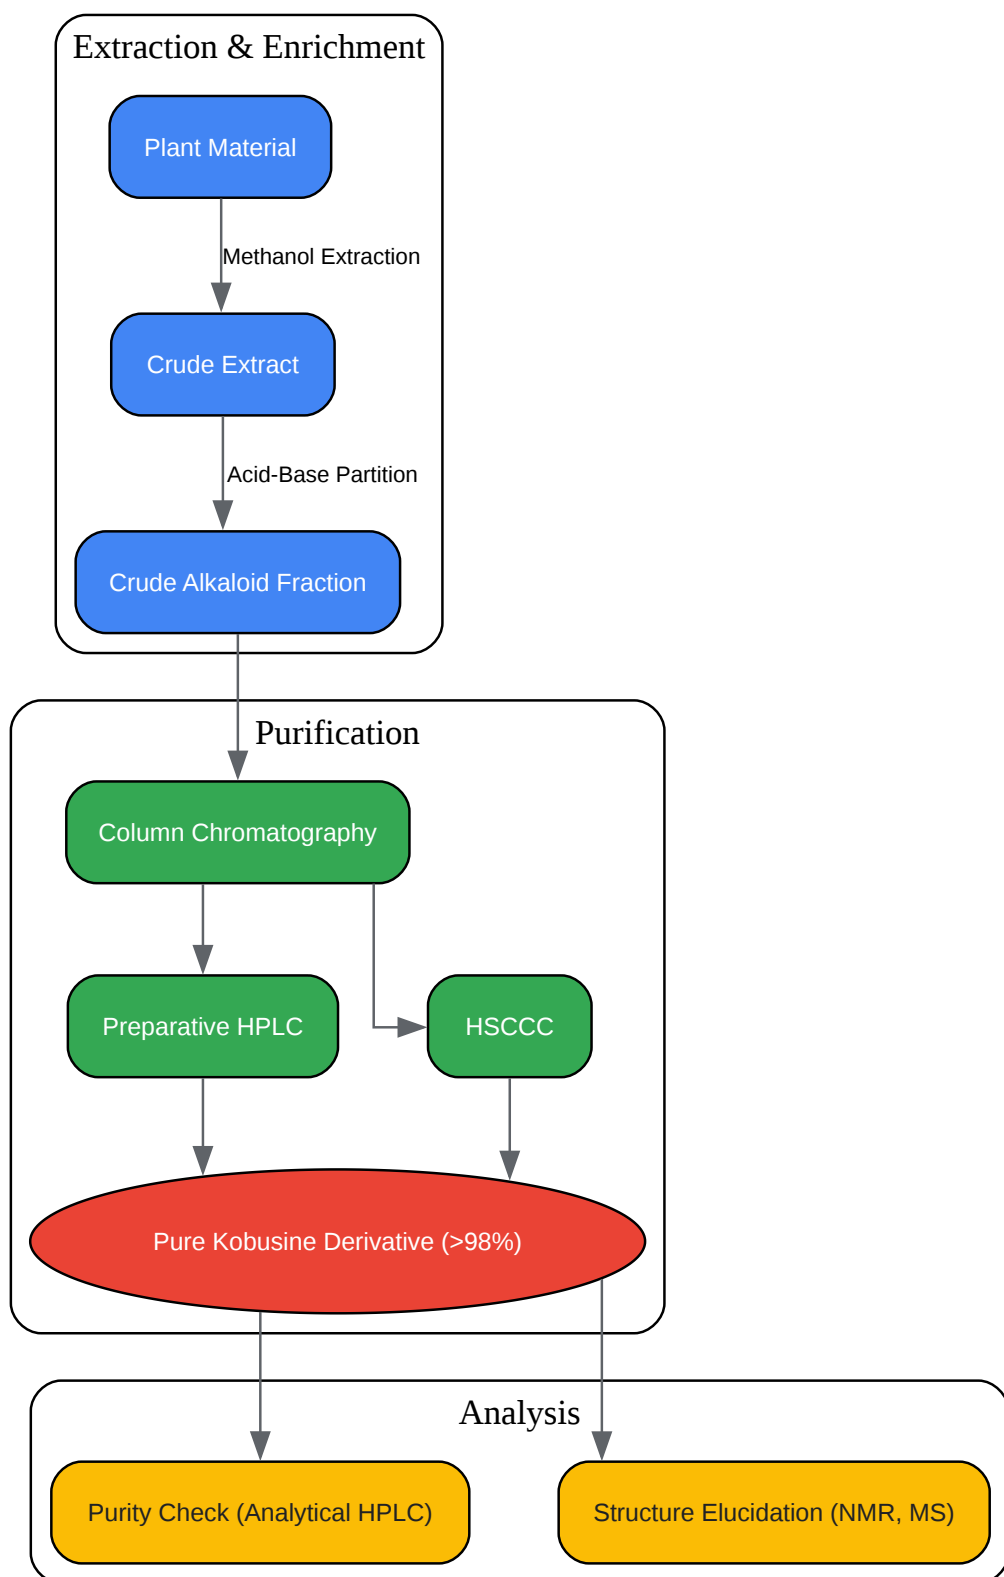 Extraction & Enrichment
Plant Material
Methanol Extraction
Crude Extract
Acid-Base Partition
Crude Alkaloid Fraction
Purification
Column Chromatography
Preparative HPLC
HSCCC
Pure Kobusine Derivative (>98%)
Analysis
Purity Check (Analytical HPLC)
Structure Elucidation (NMR, MS)